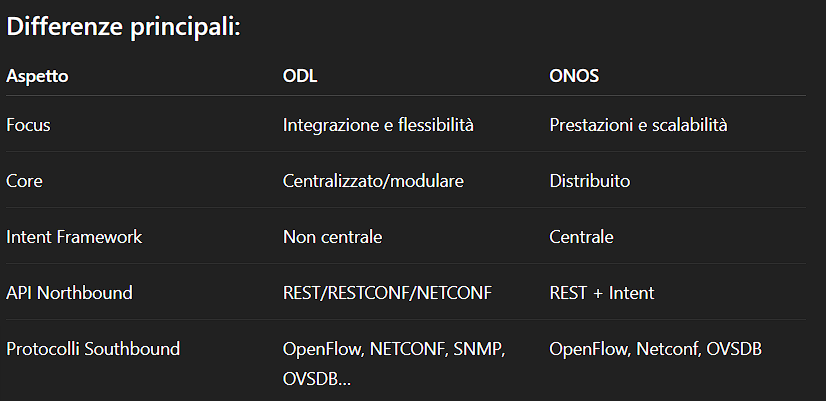 Differenze principali:
Aspetto ODL ONOS
Focus Integrazione e flessibilità Prestazioni e scalabilità
Core Centralizzato/modulare Distribuito
Intent Framework Non centrale Centrale
API Northbound REST/RESTCONF/NETCONF REST + Intent
Protocolli Southbound OpenFlow, NETCONF, SNMP, OpenFlow, Netconf, OVSDB
OVSDB...